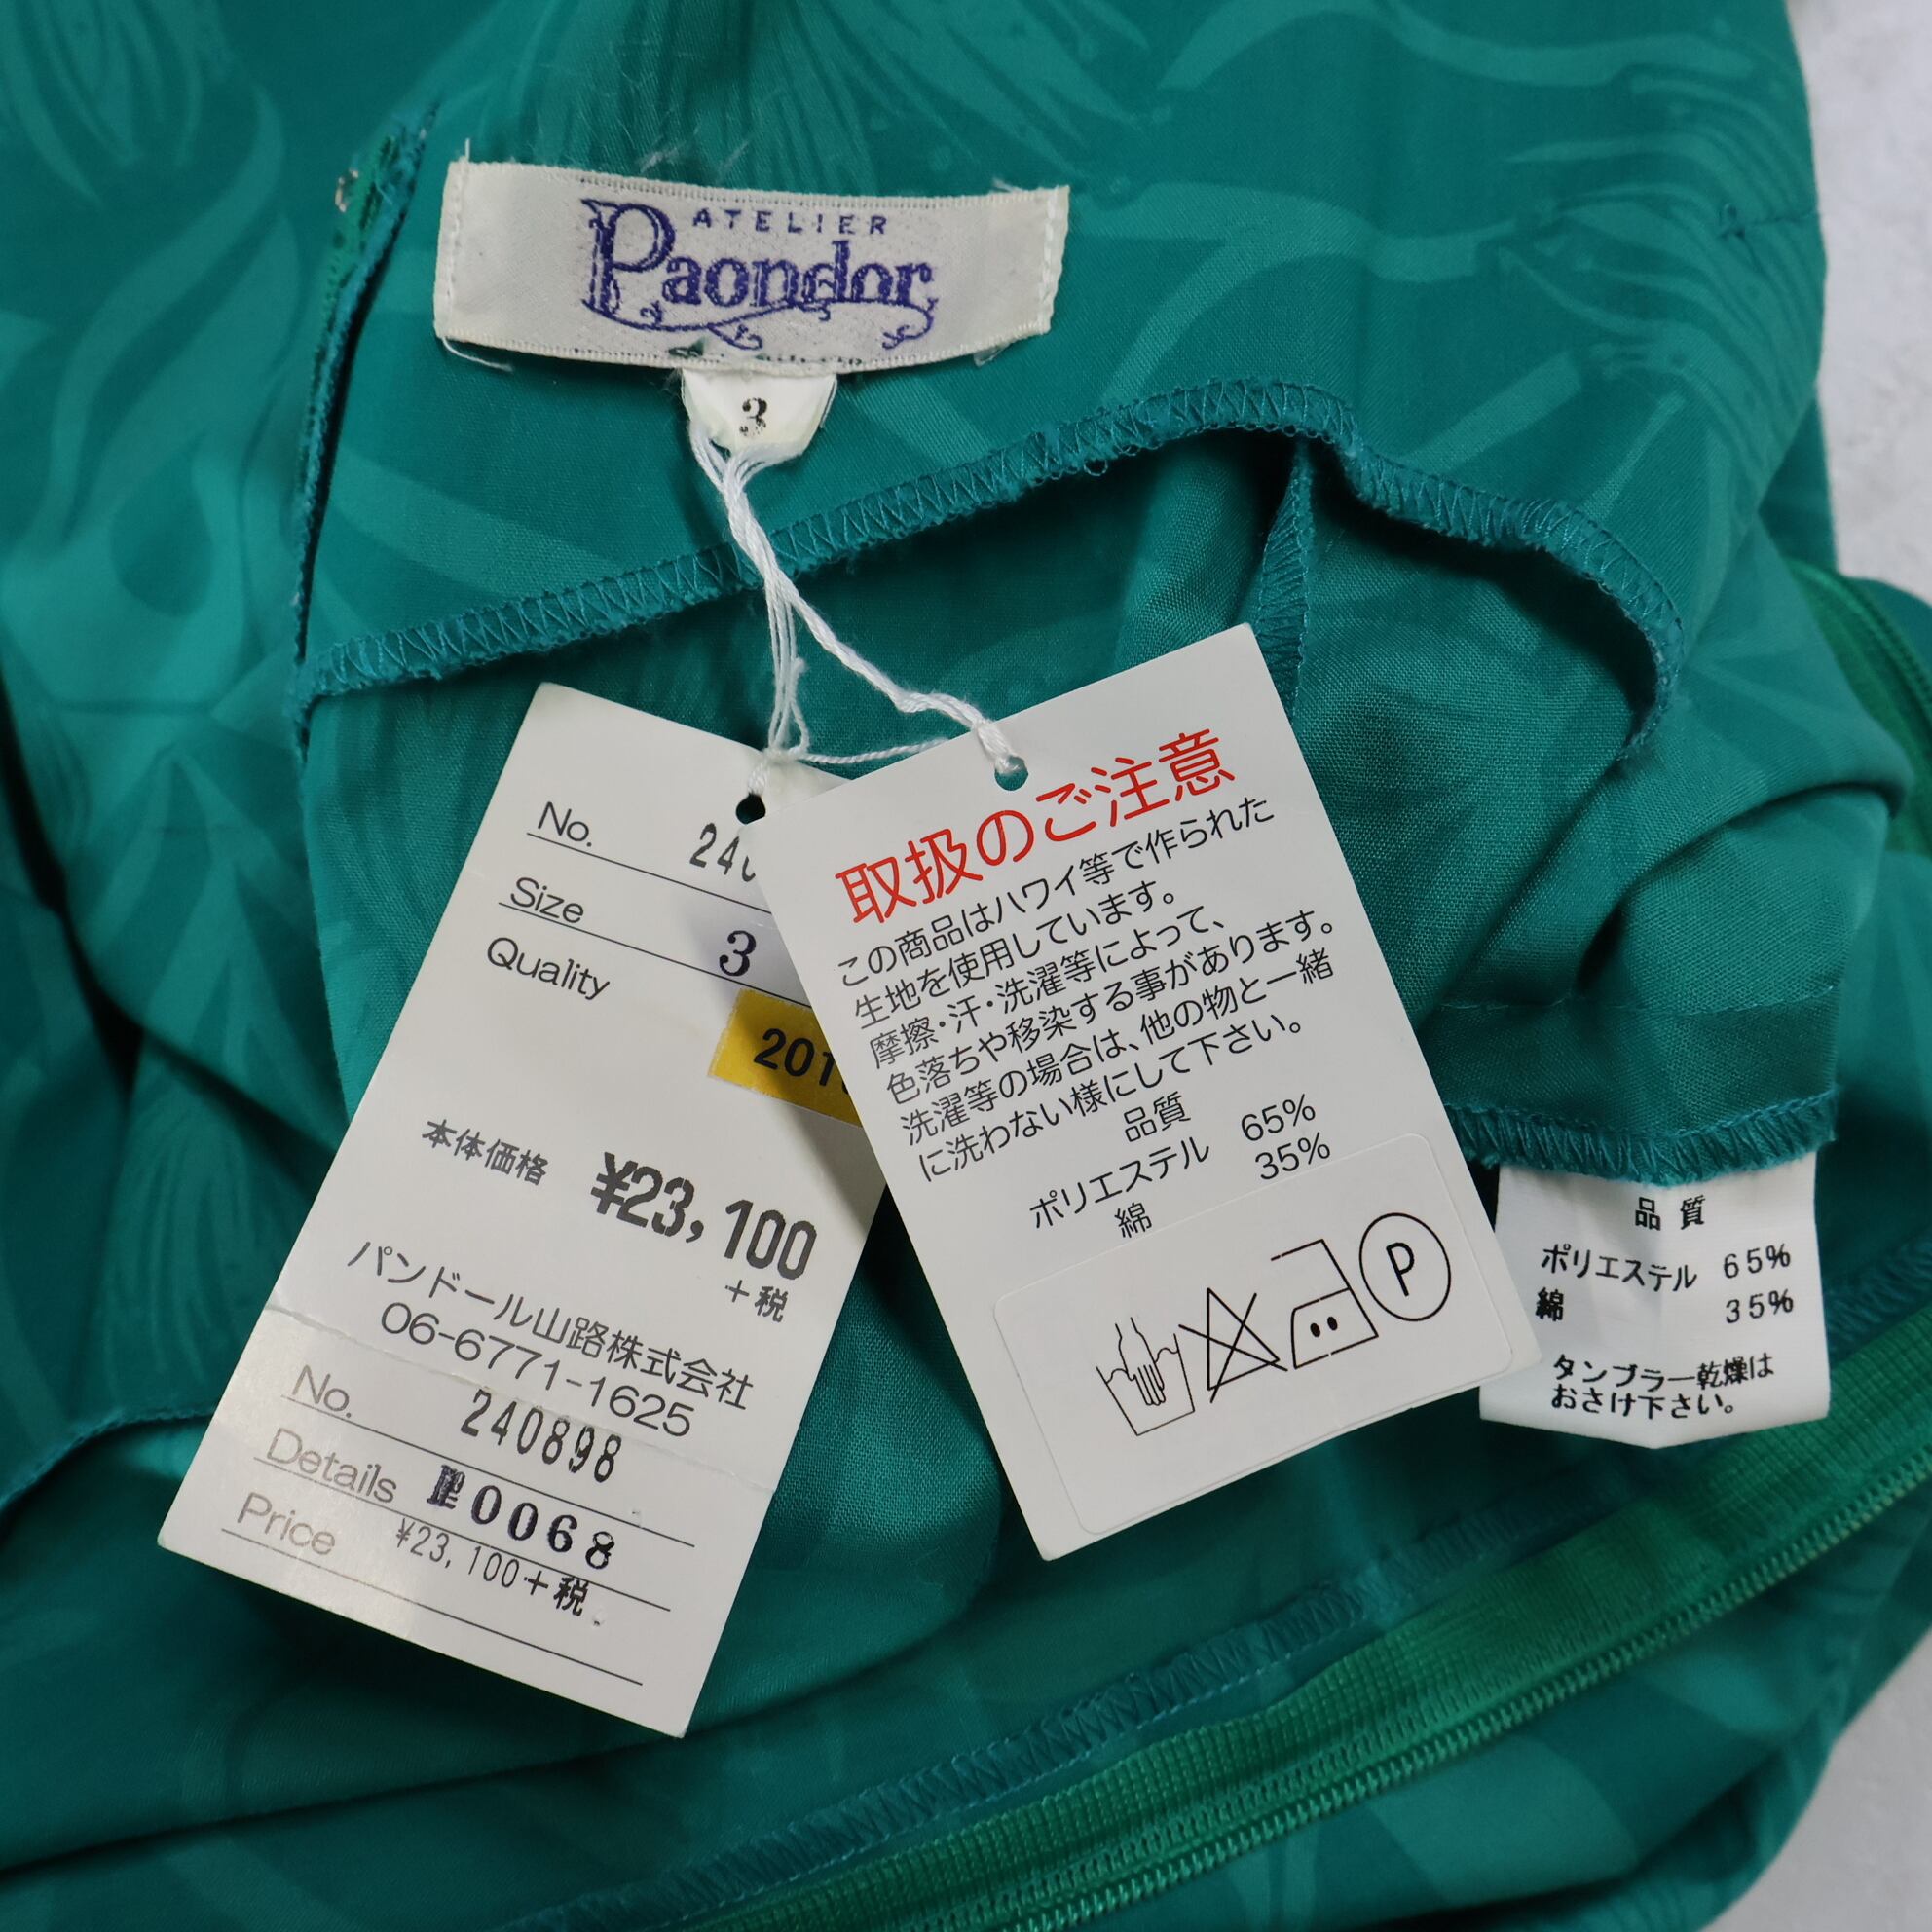 ATELIER
Paondor
3
No.
Size 3
Quality
本体価格 ¥23,100
+税
パンドール山路株式会社
06-6771-1625
No. 240898
Details 0068
Price ¥23,100+税
取扱のご注意
この商品はハワイ等で作られた
生地を使用しています。
摩擦・汗・洗濯等によって、
色落ちや移染する事があります。
洗濯等の場合は、他の物と一緒
に洗わない様にして下さい。
品質
ポリエステル 65%
綿 35%
P
品質
ポリエステル 65%
綿 35%
タンブラー乾燥は
おさけ下さい。